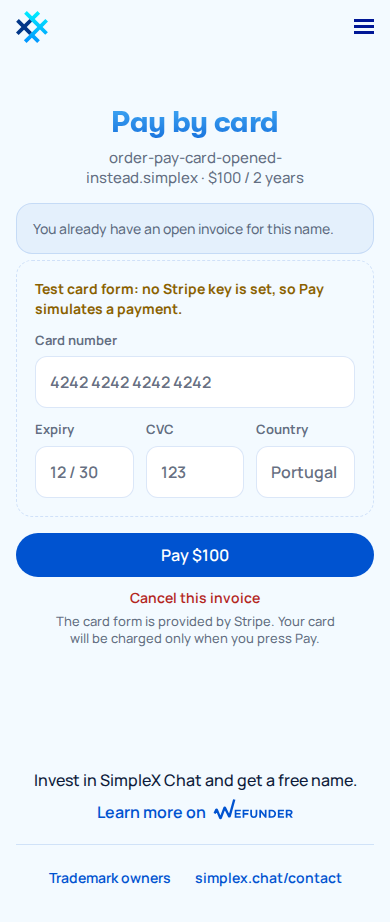 Pay by card
order-pay-card-opened-
instead.simplex · $100 / 2 years
You already have an open invoice for this name.
Test card form: no Stripe key is set, so Pay
simulates a payment.
Card number
4242 4242 4242 4242
Expiry
CVC
Country
12 / 30
123
Portugal
Pay $100
Cancel this invoice
The card form is provided by Stripe. Your card
will be charged only when you press Pay.
Invest in SimpleX Chat and get a free name.
Learn more on WEFUNDER
Trademark owners
simplex.chat/contact